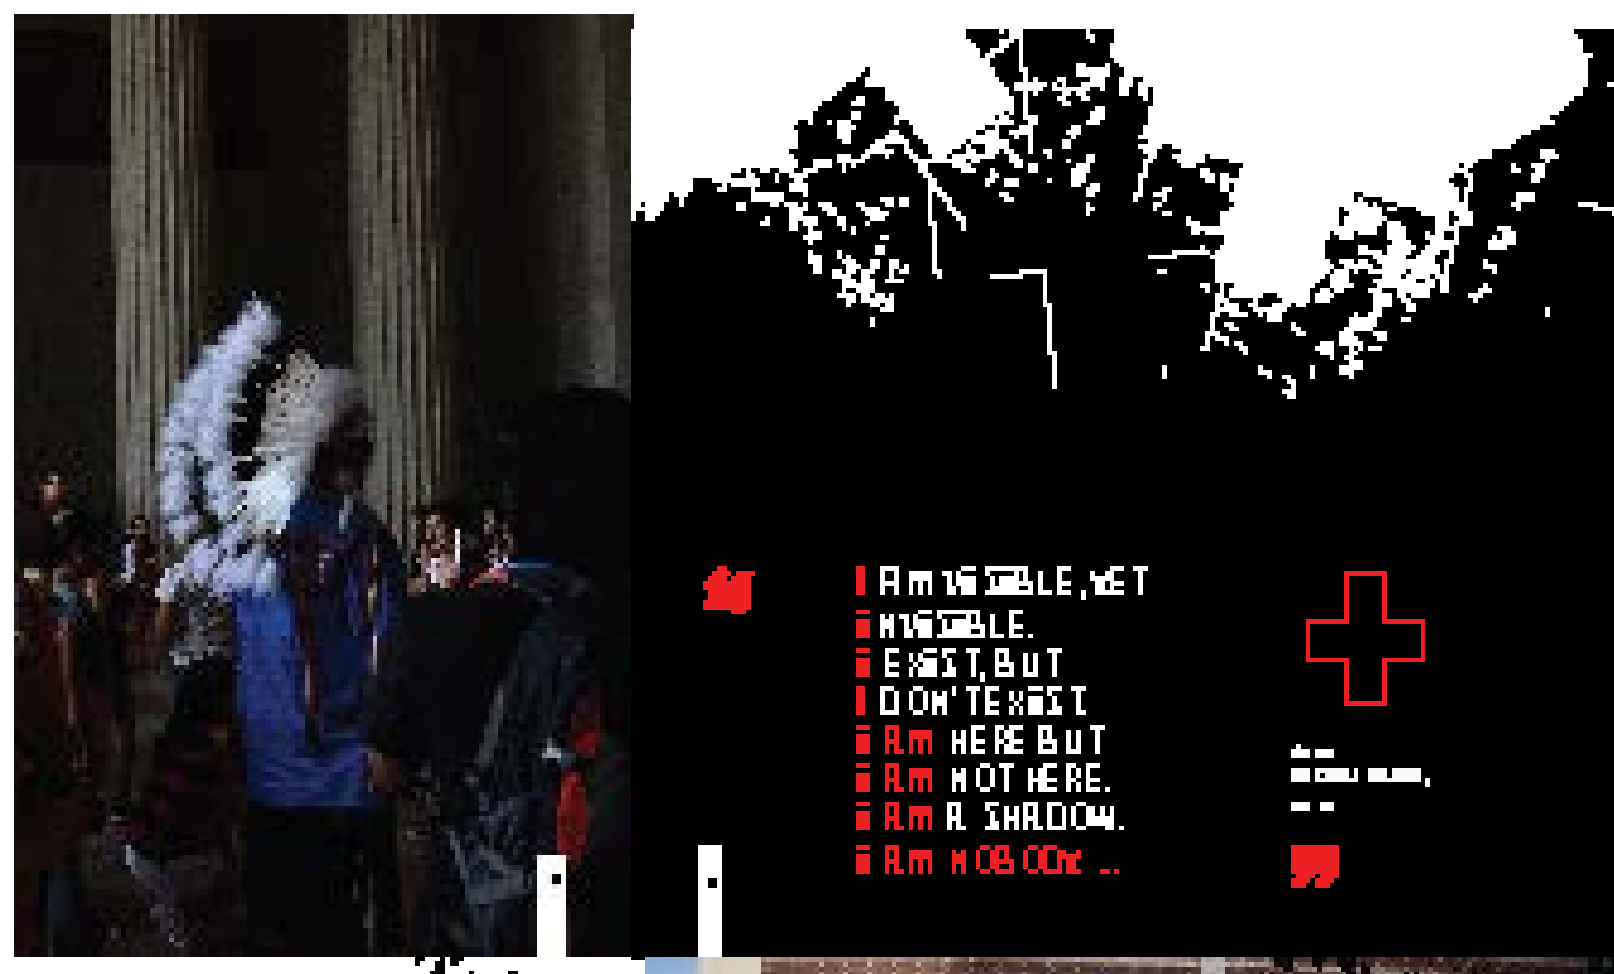 I AM VISIBLE, YET
INVISIBLE.
I EXIST, BUT
I DON'T EXIST
I AM HERE BUT
I AM NOT HERE.
I AM A SHADOW.
I AM NOBODY ..